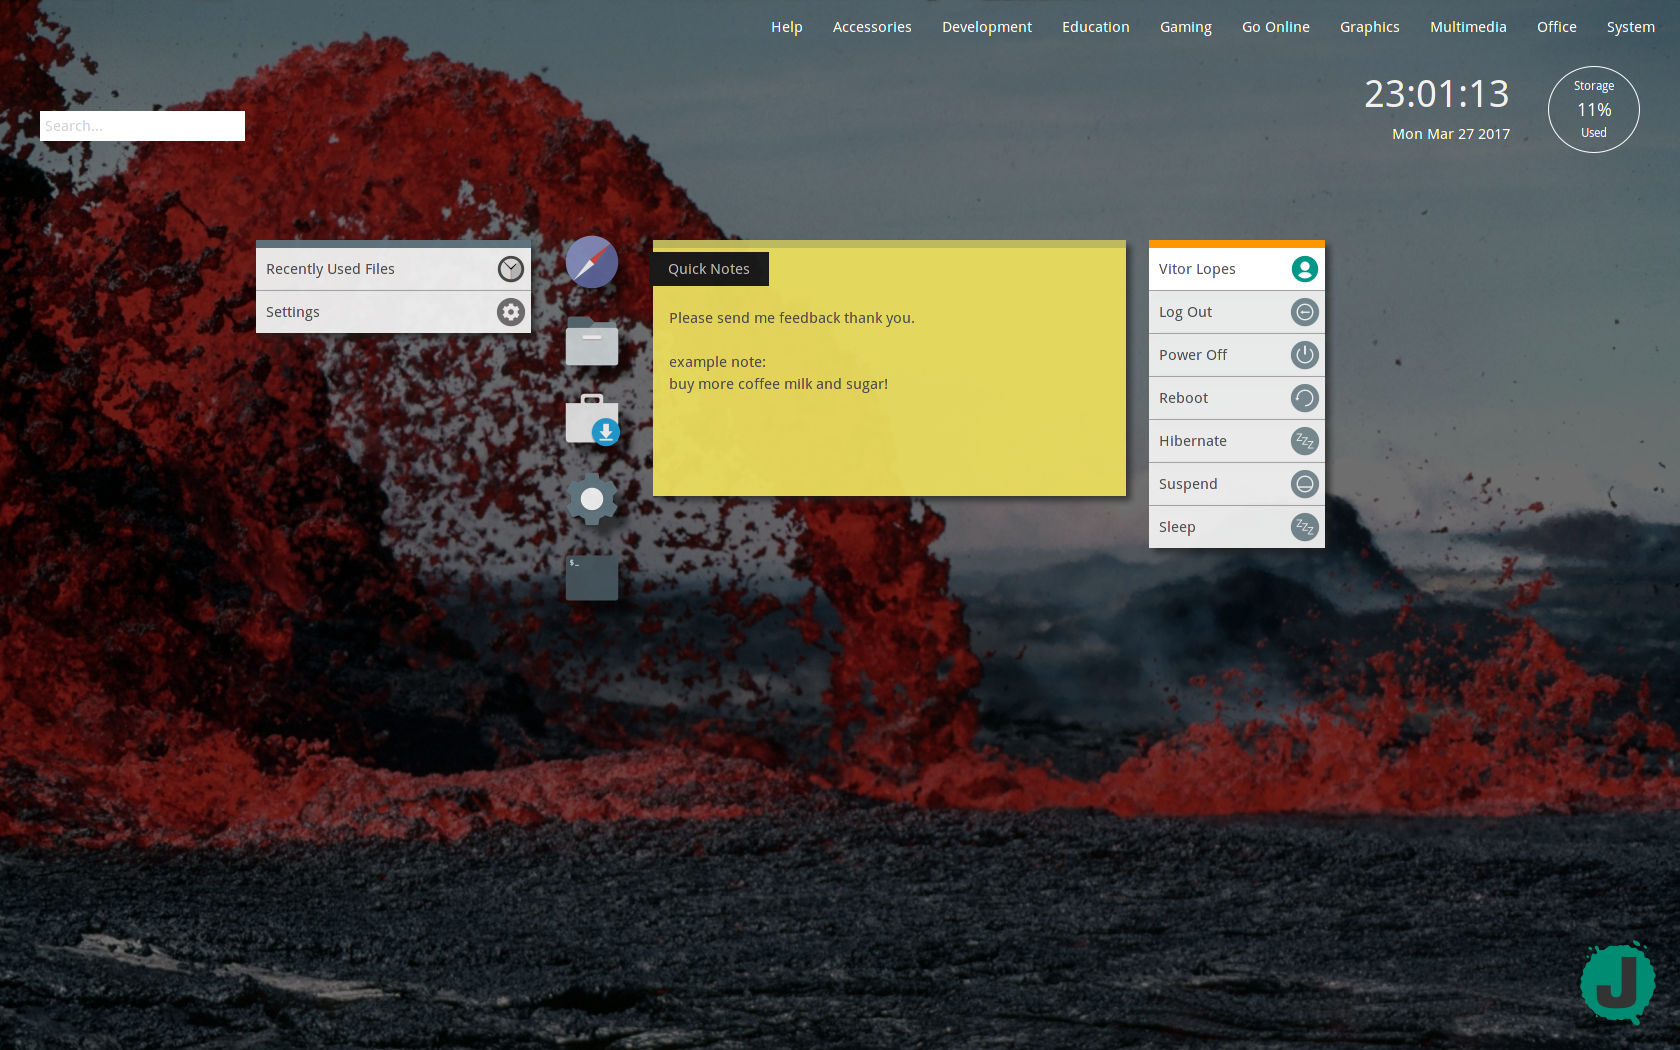 Help Accessories Development Education Gaming Go Online Graphics Multimedia Office System
Search...
23:01:13
Mon Mar 27 2017
Storage
11%
Used
Recently Used Files
Settings
$_
Quick Notes
Please send me feedback thank you.
example note:
buy more coffee milk and sugar!
Vitor Lopes
Log Out
Power Off
Reboot
Hibernate
Suspend
Sleep
J